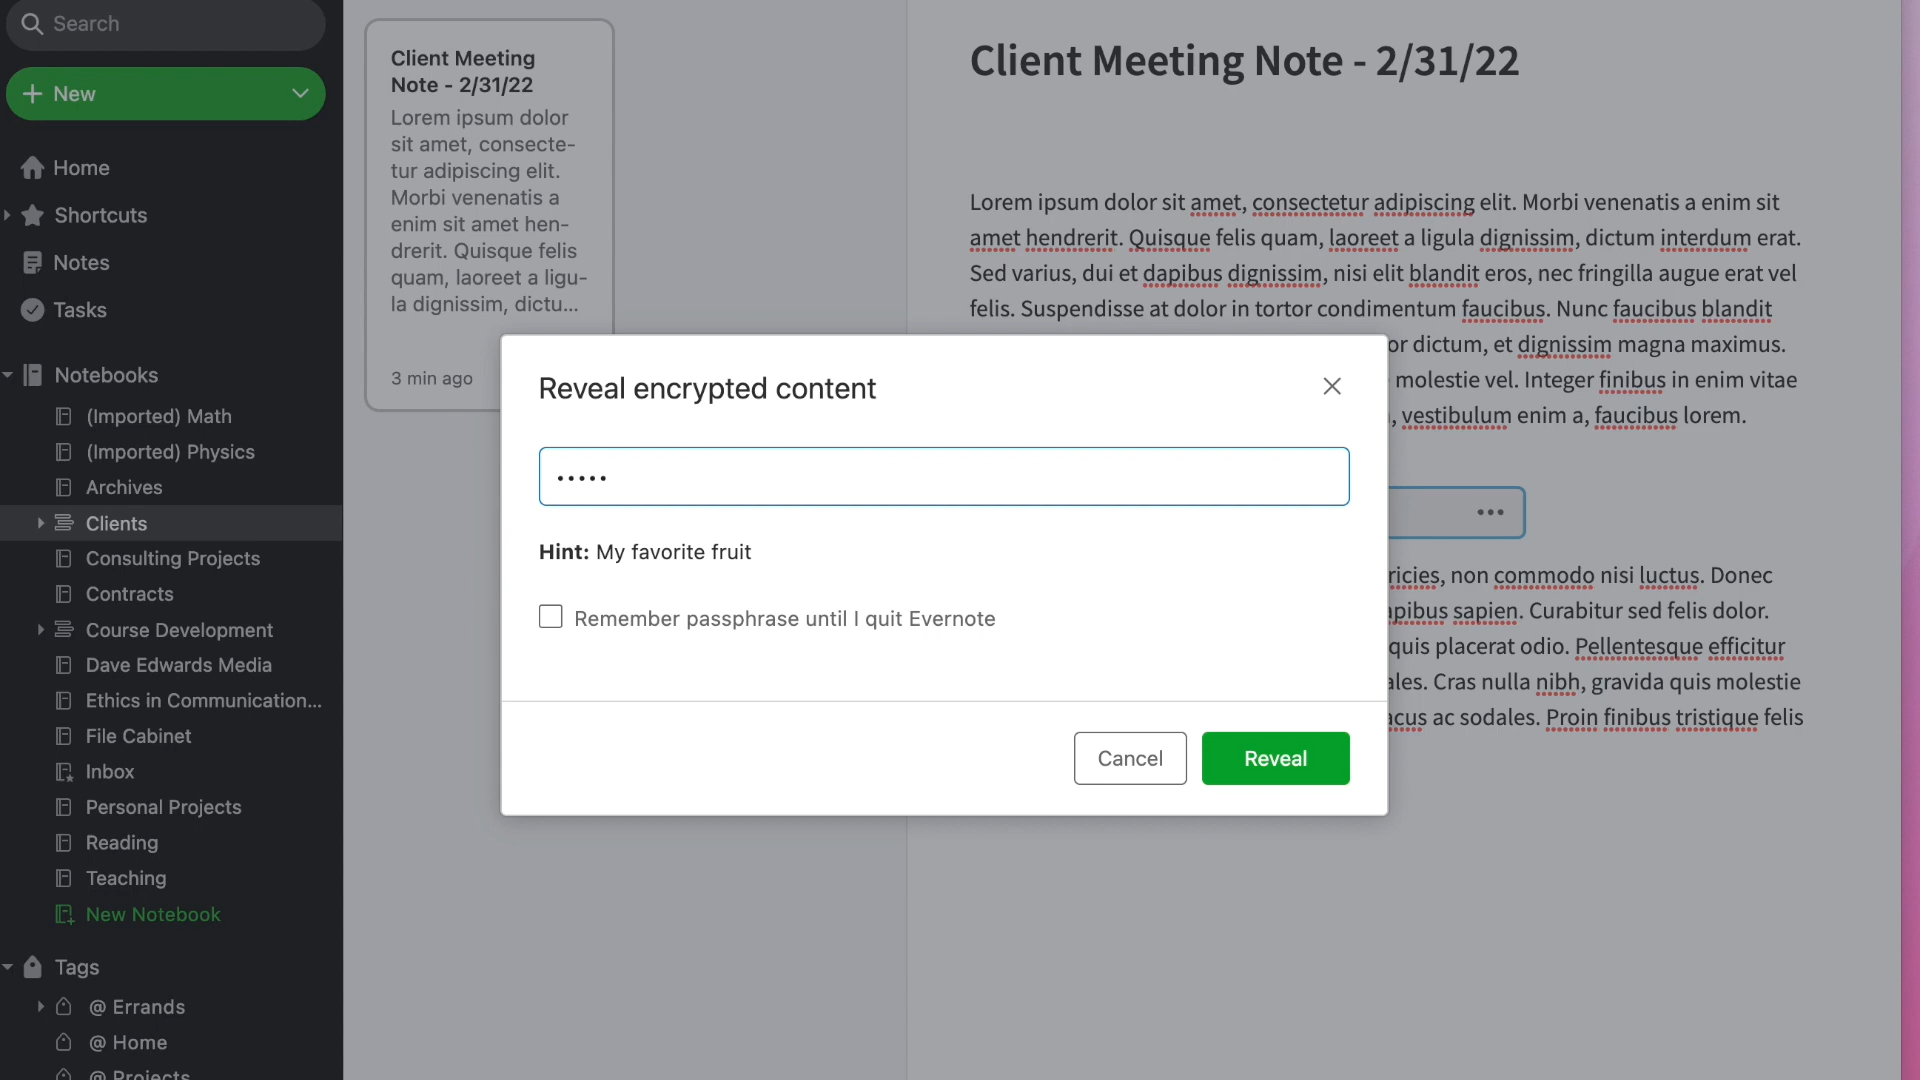 Search
New
Home
Shortcuts
Notes
Tasks
Notebooks
(Imported) Math
(Imported) Physics
Archives
Clients
Consulting Projects
Contracts
Course Development
Dave Edwards Media
Ethics in Communication...
File Cabinet
Inbox
Personal Projects
Reading
Teaching
New Notebook
Tags
@ Errands
@ Home
@ Projects
Client Meeting
Note - 2/31/22
Lorem ipsum dolor
sit amet, consecte-
tur adipiscing elit.
Morbi venenatis a
enim sit amet hen-
drerit. Quisque felis
quam, laoreet a ligu-
la dignissim, dictu...
3 min ago
Client Meeting Note - 2/31/22
Lorem ipsum dolor sit amet, consectetur adipiscing elit. Morbi venenatis a enim sit
amet hendrerit. Quisque felis quam, laoreet a ligula dignissim, dictum interdum erat.
Sed varius, dui et dapibus dignissim, nisi elit blandit eros, nec fringilla augue erat vel
felis. Suspendisse at dolor in tortor condimentum faucibus. Nunc faucibus blandit
or dictum, et dignissim magna maximus.
molestie vel. Integer finibus in enim vitae
, vestibulum enim a, faucibus lorem.
ricies, non commodo nisi luctus. Donec
apibus sapien. Curabitur sed felis dolor.
quis placerat odio. Pellentesque efficitur
ales. Cras nulla nibh, gravida quis molestie
acus ac sodales. Proin finibus tristique felis
Reveal encrypted content
•••••
Hint: My favorite fruit
Remember passphrase until I quit Evernote
Cancel
Reveal